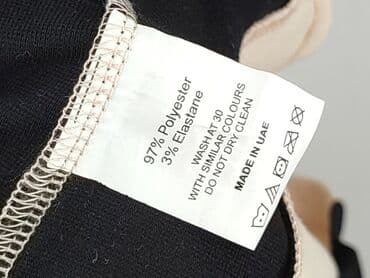 97% Polyester
3% Elastane
WASH AT 30
WITH SIMILAR COLOURS
DO NOT DRY CLEAN
MADE IN UAE